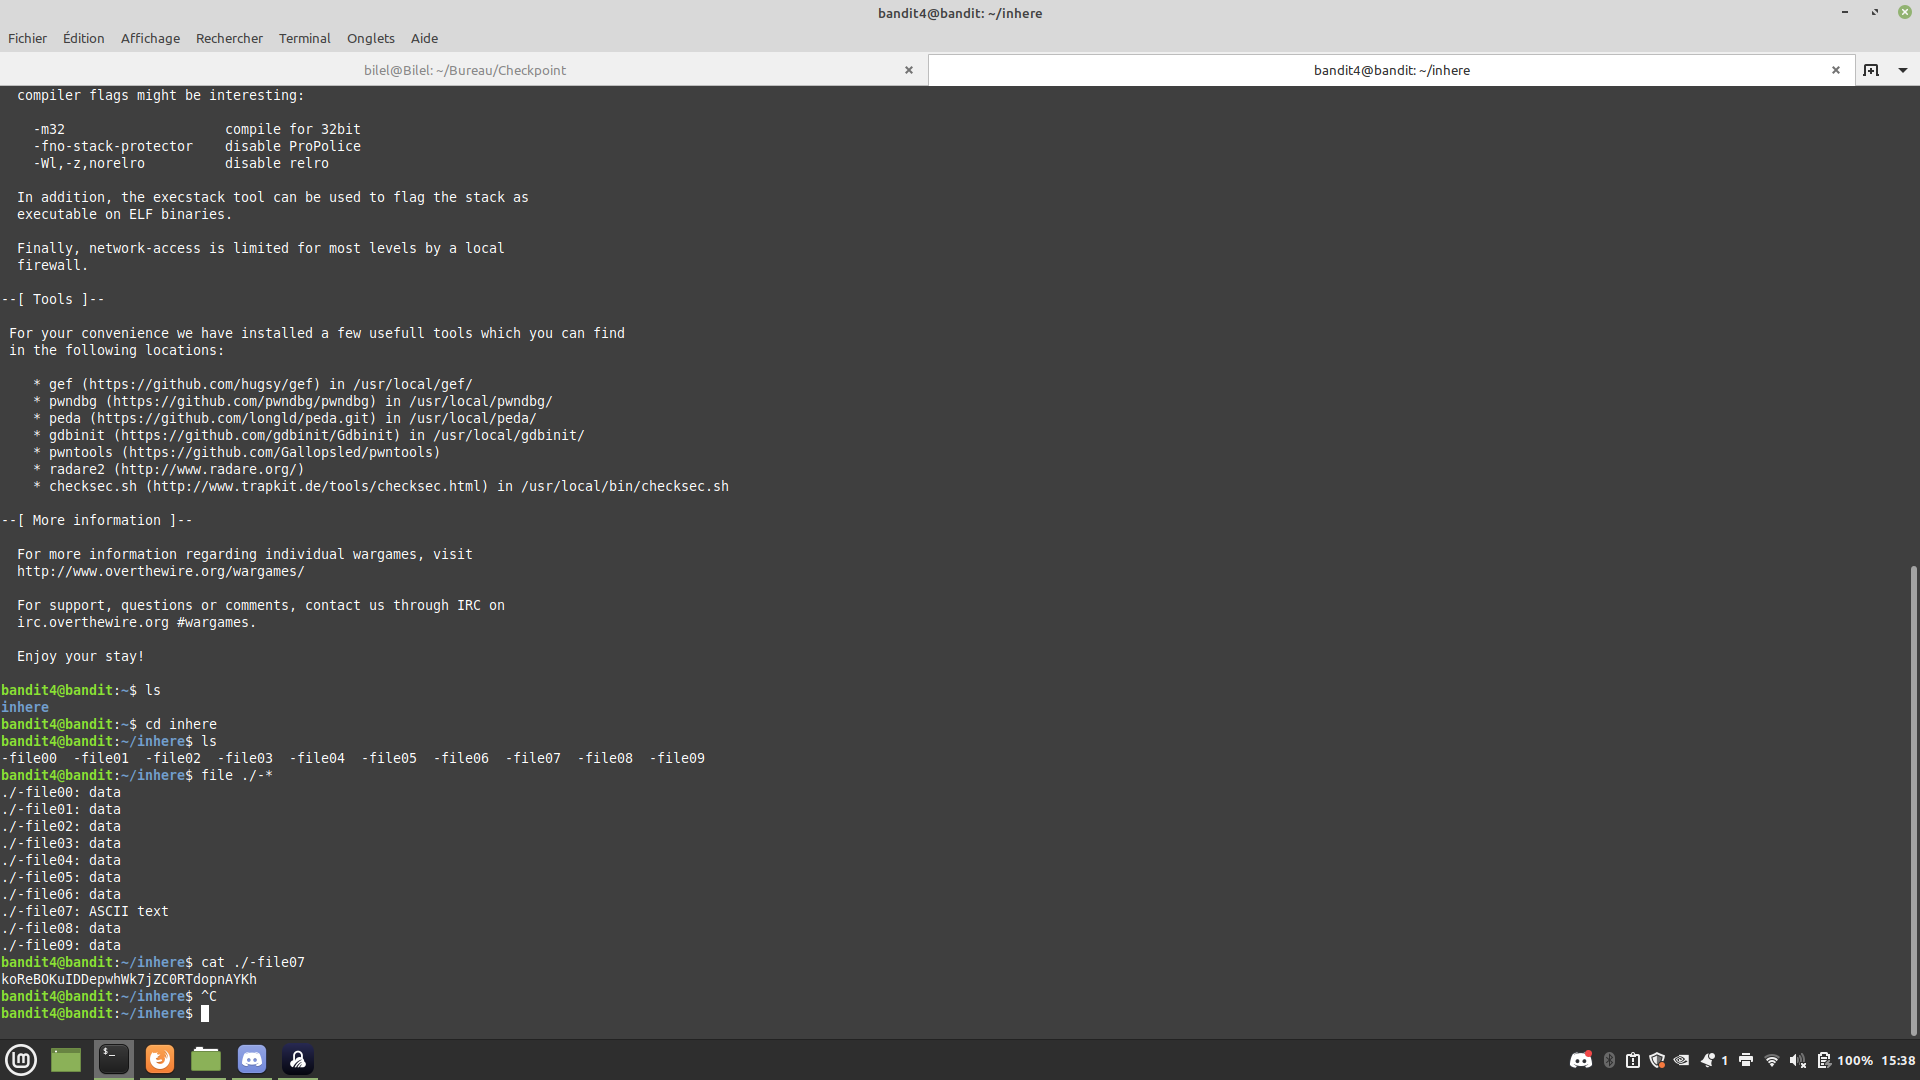 bandit4@bandit: ~/inhere
Fichier Édition Affichage Rechercher Terminal Onglets Aide
bilel@Bilel: ~/Bureau/Checkpoint
bandit4@bandit: ~/inhere
compiler flags might be interesting:
-m32 compile for 32bit
-fno-stack-protector disable ProPolice
-Wl,-z,norelro disable relro
In addition, the execstack tool can be used to flag the stack as
executable on ELF binaries.
Finally, network-access is limited for most levels by a local
firewall.
--[ Tools ]--
For your convenience we have installed a few usefull tools which you can find
in the following locations:
* gef (https://github.com/hugsy/gef) in /usr/local/gef/
* pwndbg (https://github.com/pwndbg/pwndbg) in /usr/local/pwndbg/
* peda (https://github.com/longld/peda.git) in /usr/local/peda/
* gdbinit (https://github.com/gdbinit/Gdbinit) in /usr/local/gdbinit/
* pwntools (https://github.com/Gallopsled/pwntools)
* radare2 (http://www.radare.org/)
* checksec.sh (http://www.trapkit.de/tools/checksec.html) in /usr/local/bin/checksec.sh
--[ More information ]--
For more information regarding individual wargames, visit
http://www.overthewire.org/wargames/
For support, questions or comments, contact us through IRC on
irc.overthewire.org #wargames.
Enjoy your stay!
bandit4@bandit:~$ ls
inhere
bandit4@bandit:~$ cd inhere
bandit4@bandit:~/inhere$ ls
-file00 -file01 -file02 -file03 -file04 -file05 -file06 -file07 -file08 -file09
bandit4@bandit:~/inhere$ file ./-*
./-file00: data
./-file01: data
./-file02: data
./-file03: data
./-file04: data
./-file05: data
./-file06: data
./-file07: ASCII text
./-file08: data
./-file09: data
bandit4@bandit:~/inhere$ cat ./-file07
koReBOKuIDDepwhWk7jZC0RTdopnAYKh
bandit4@bandit:~/inhere$ ^C
bandit4@bandit:~/inhere$
1 100% 15:38